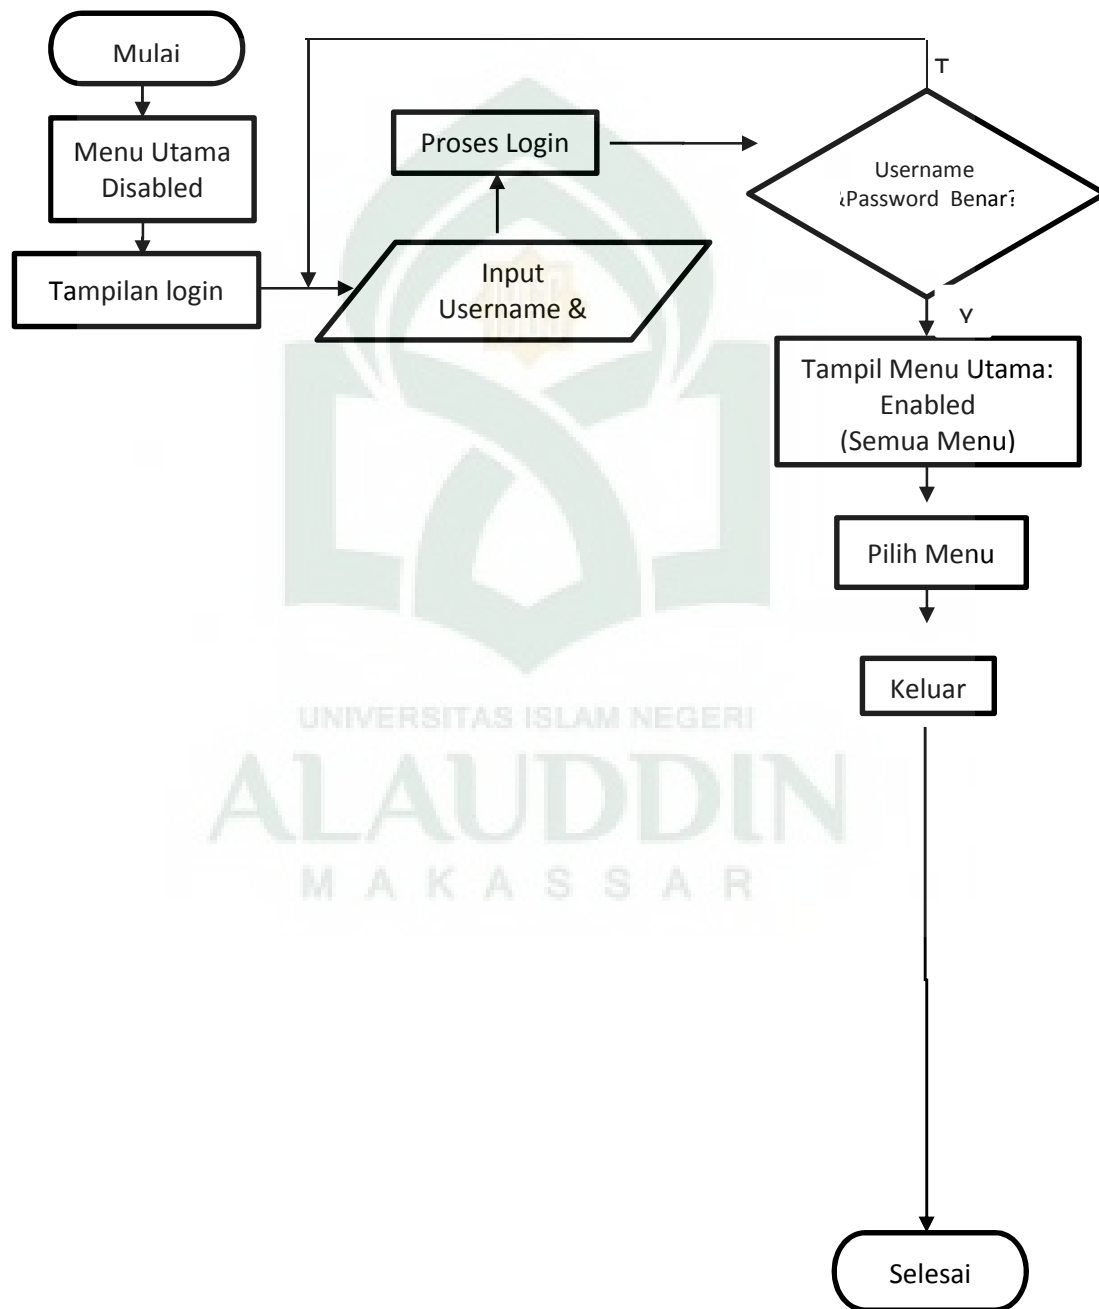 Mulai
Menu Utama
Disabled
Tampilan login
Proses Login
Input
Username &
T
Username
&Password Benar?
Y
Tampil Menu Utama:
Enabled
(Semua Menu)
Pilih Menu
Keluar
UNIVERSITAS ISLAM NEGERI
ALAUDDIN
MAKASSAR
Selesai